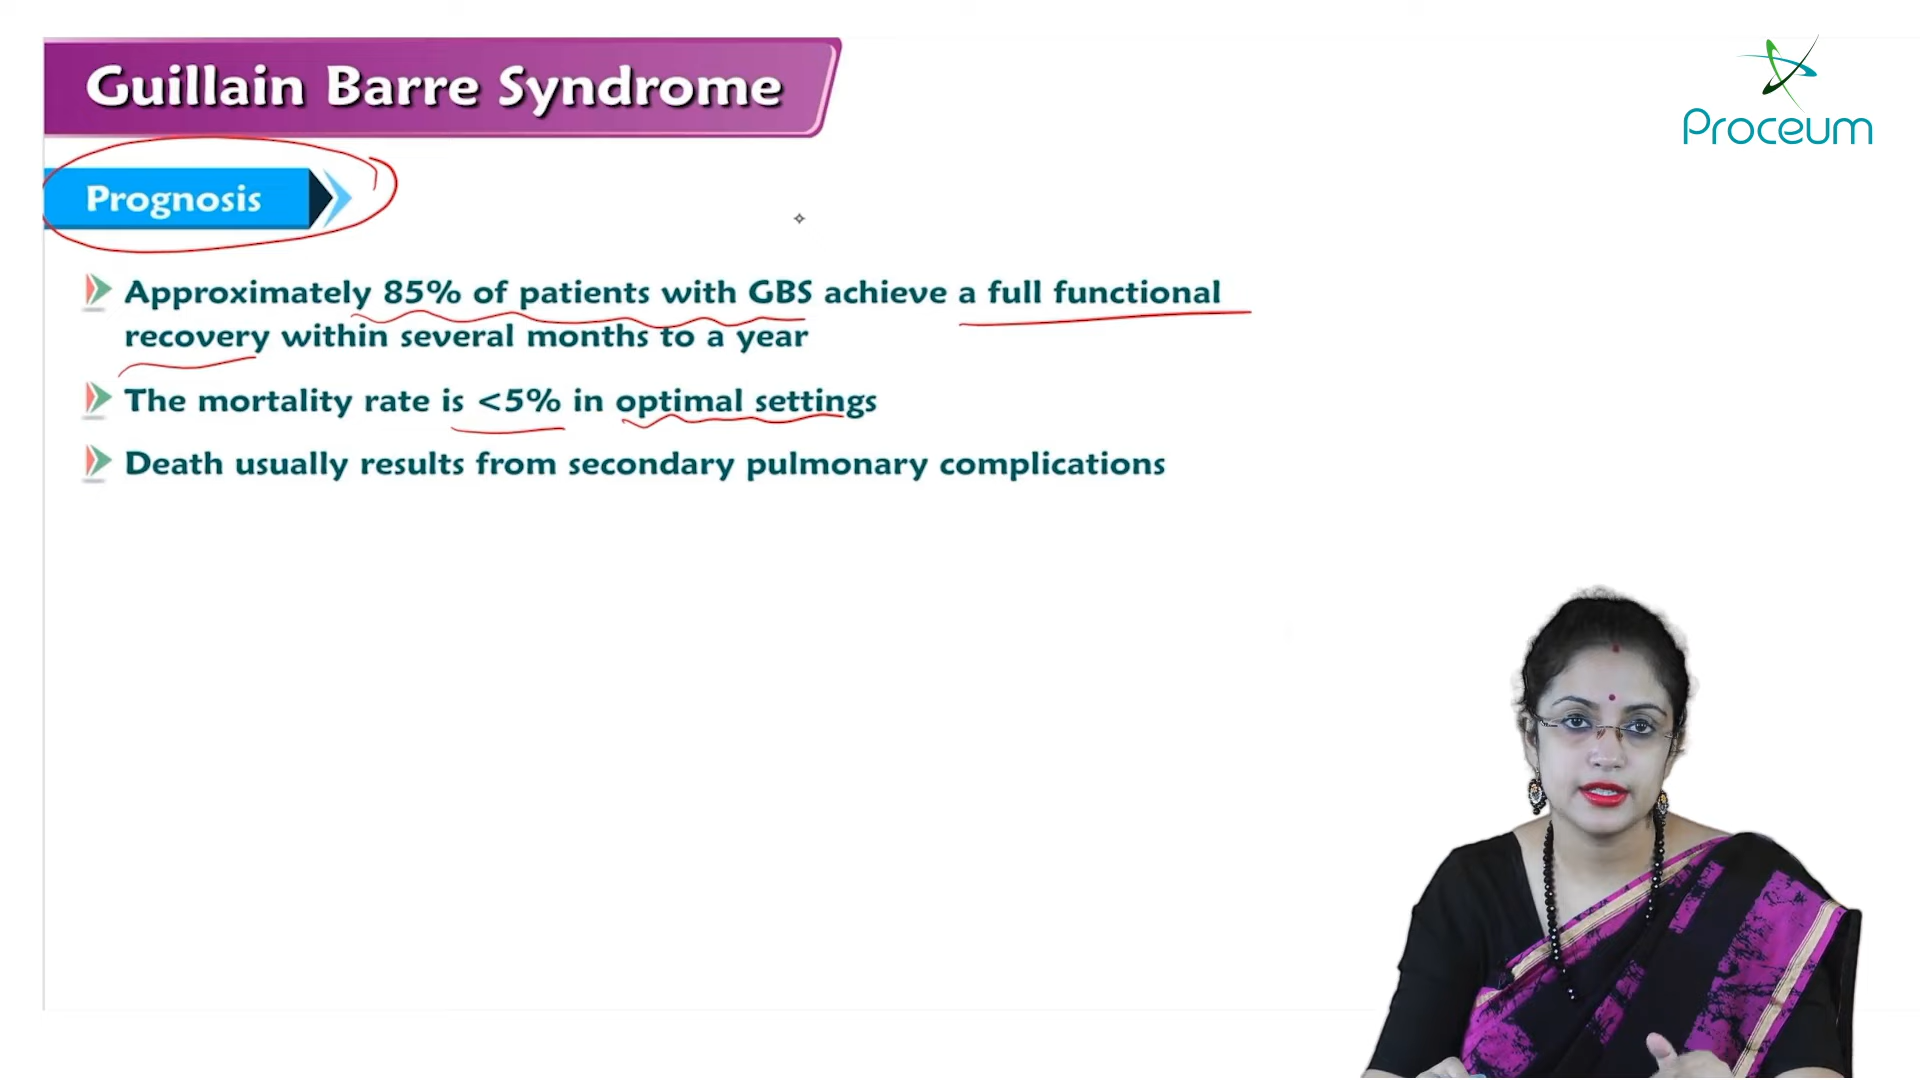 Guillain Barre Syndrome
Proceum
Prognosis
Approximately 85% of patients with GBS achieve a full functional
recovery within several months to a year
The mortality rate is <5% in optimal settings
Death usually results from secondary pulmonary complications